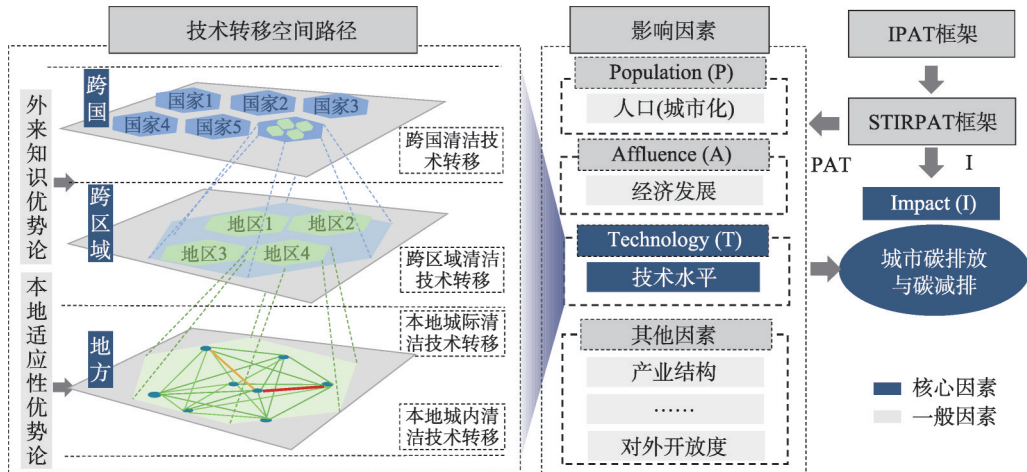 技术转移空间路径
外来知识优势论
本地适应性优势论
跨国
国家1
国家2
国家3
国家4
国家5
跨国清洁技
术转移
跨区域
地区1
地区2
地区3
地区4
跨区域清洁
技术转移
地方
本地城际清
洁技术转移
本地城内清
洁技术转移
影响因素
Population (P)
人口(城市化)
Affluence (A)
经济发展
Technology (T)
技术水平
其他因素
产业结构
……
对外开放度
IPAT框架
STIRPAT框架
PAT
I
Impact (I)
城市碳排放
与碳减排
核心因素
一般因素